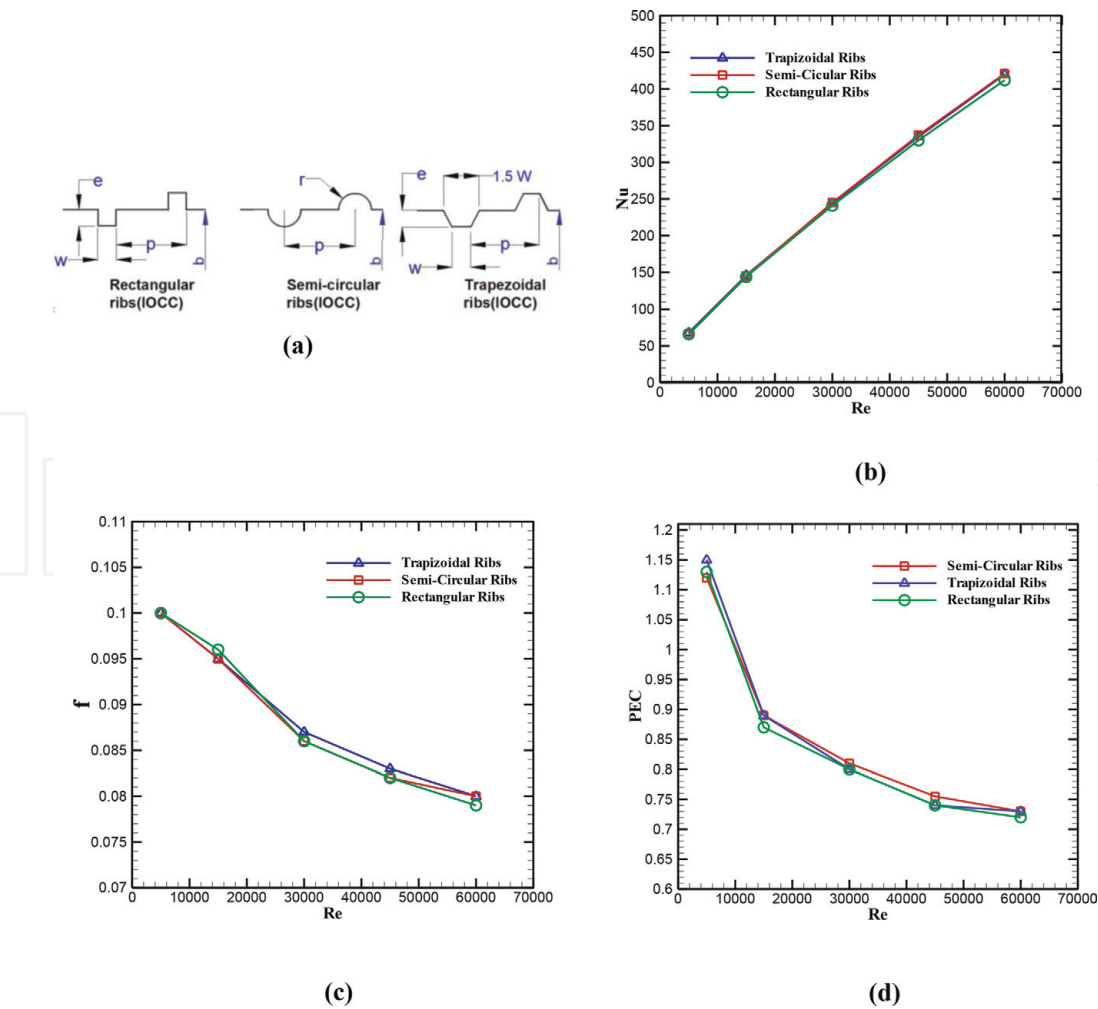 e
w
p
d
Rectangular
ribs(IOCC)
r
p
d
Semi-circular
ribs(IOCC)
e
1.5 W
w
p
d
Trapezoidal
ribs(IOCC)
(a)
500
450
400
350
300
250
200
150
100
50
0
Nu
Trapizoidal Ribs
Semi-Cicular Ribs
Rectangular Ribs
0 10000 20000 30000 40000 50000 60000 70000
Re
(b)
0.11
0.105
0.1
0.095
0.09
0.085
0.08
0.075
0.07
f
Trapizoidal Ribs
Semi-Circular Ribs
Rectangular Ribs
0 10000 20000 30000 40000 50000 60000 70000
Re
(c)
1.2
1.15
1.1
1.05
1
0.95
0.9
0.85
0.8
0.75
0.7
0.65
0.6
PEC
Semi-Circular Ribs
Trapizoidal Ribs
Rectangular Ribs
0 10000 20000 30000 40000 50000 60000 70000
Re
(d)